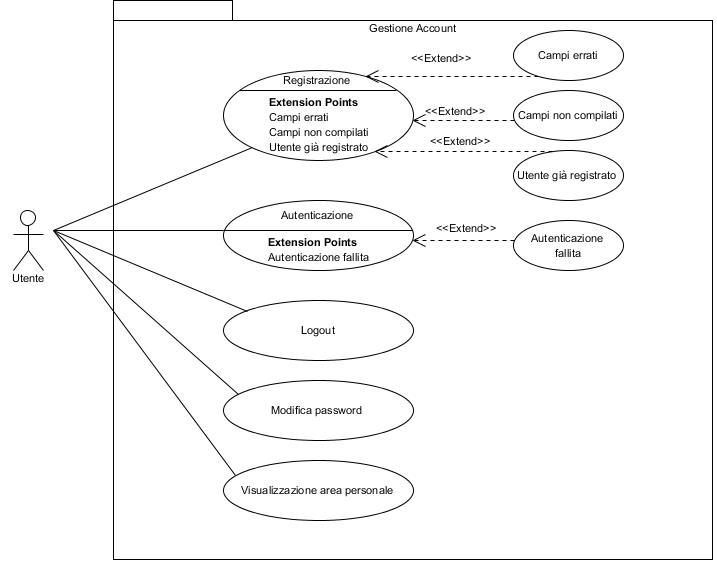 Gestione Account
Registrazione
Extension Points
Campi errati
Campi non compilati
Utente già registrato
<<Extend>>
Campi errati
<<Extend>>
Campi non compilati
<<Extend>>
Utente già registrato
Autenticazione
Extension Points
Autenticazione fallita
<<Extend>>
Autenticazione
fallita
Utente
Logout
Modifica password
Visualizzazione area personale